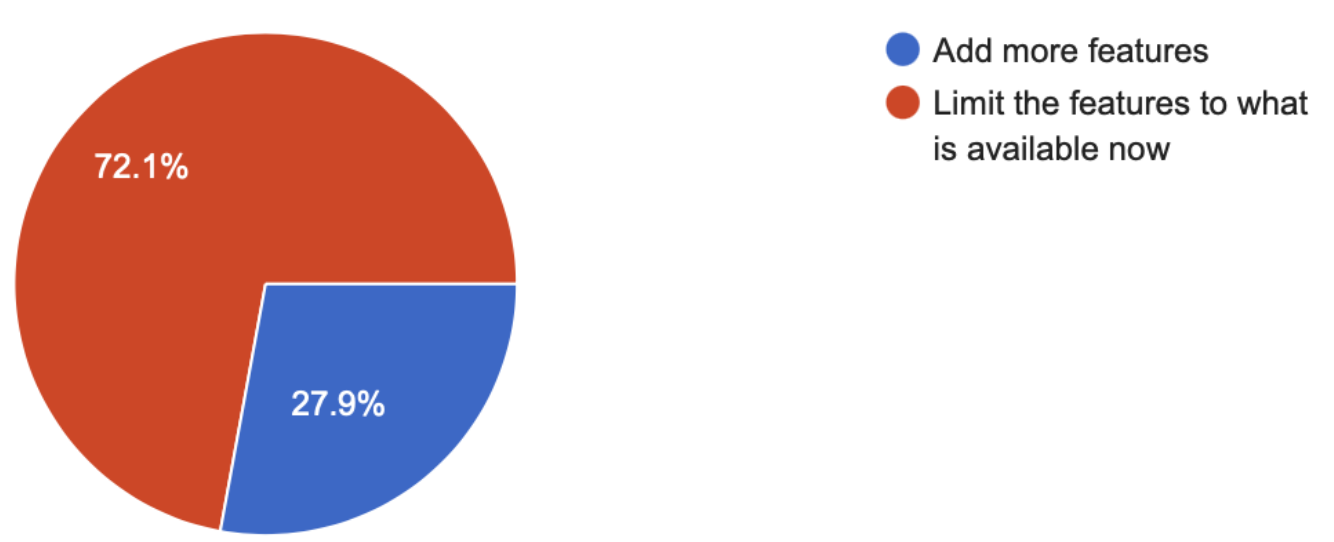 Add more features
Limit the features to what
is available now
72.1%
27.9%